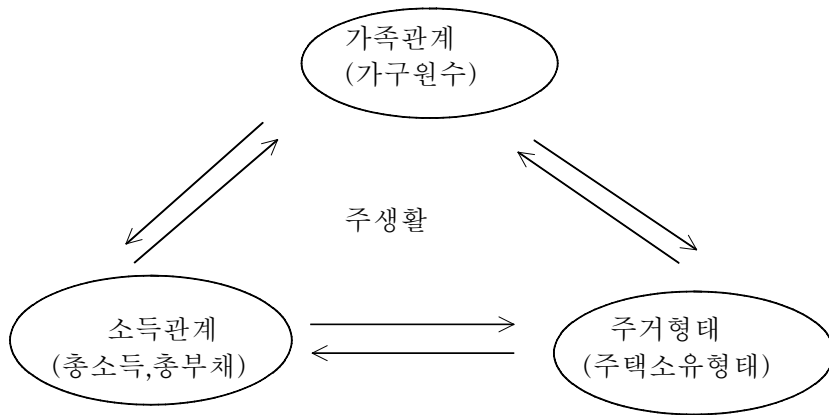 가족관계
(가구원수)
주생활
소득관계
(총소득,총부채)
주거형태
(주택소유형태)